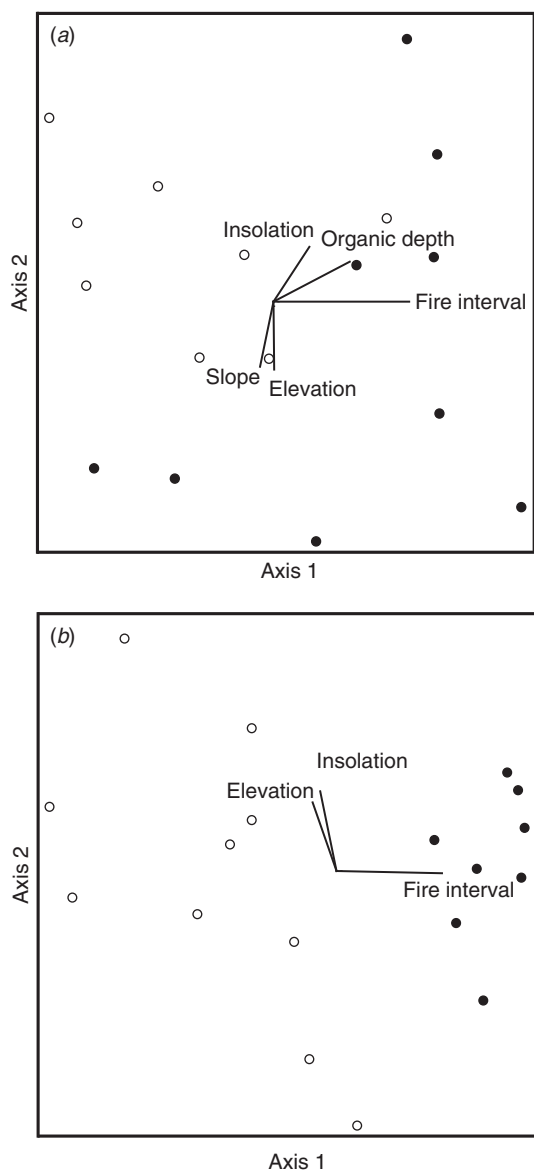 (a)
Insolation
Organic depth
Fire interval
Slope
Elevation
Axis 2
Axis 1
(b)
Insolation
Elevation
Fire interval
Axis 2
Axis 1